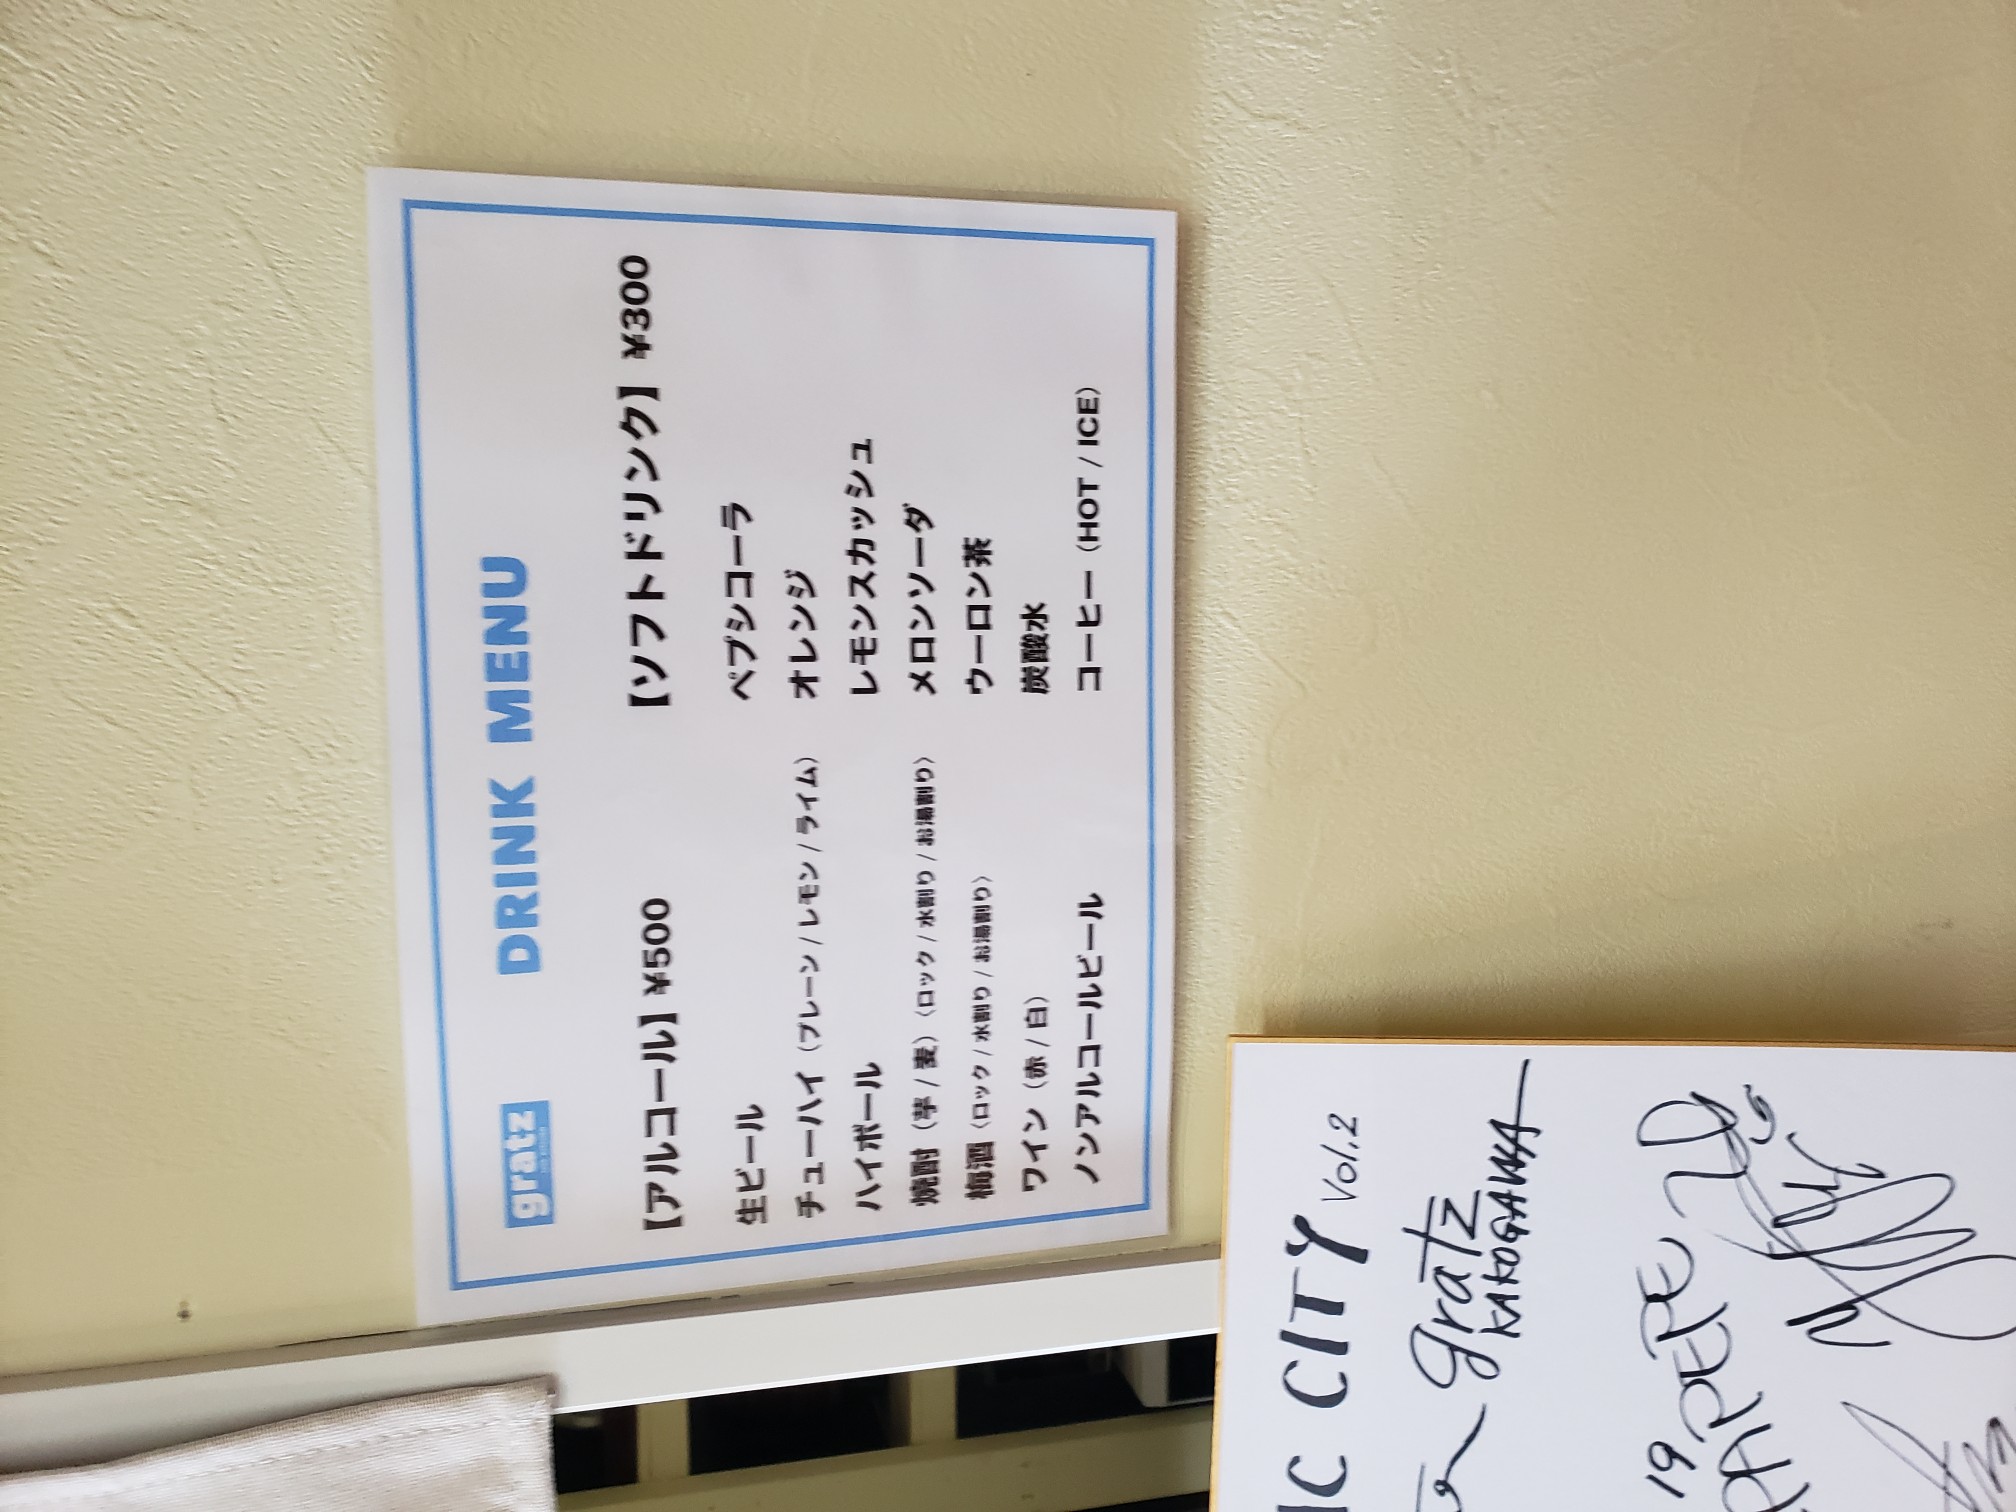 gratz
DRINK MENU
【アルコール】¥500
生ビール
チューハイ（プレーン / レモン / ライム）
ハイボール
焼酎（芋 / 麦）〈ロック / 水割り / お湯割り〉
梅酒〈ロック / 水割り / お湯割り〉
ワイン（赤 / 白）
ノンアルコールビール
【ソフトドリンク】¥300
ペプシコーラ
オレンジ
レモンスカッシュ
メロンソーダ
ウーロン茶
炭酸水
コーヒー（HOT / ICE）
IC CITY Vol.2
gratz
KAKOGAWA
19